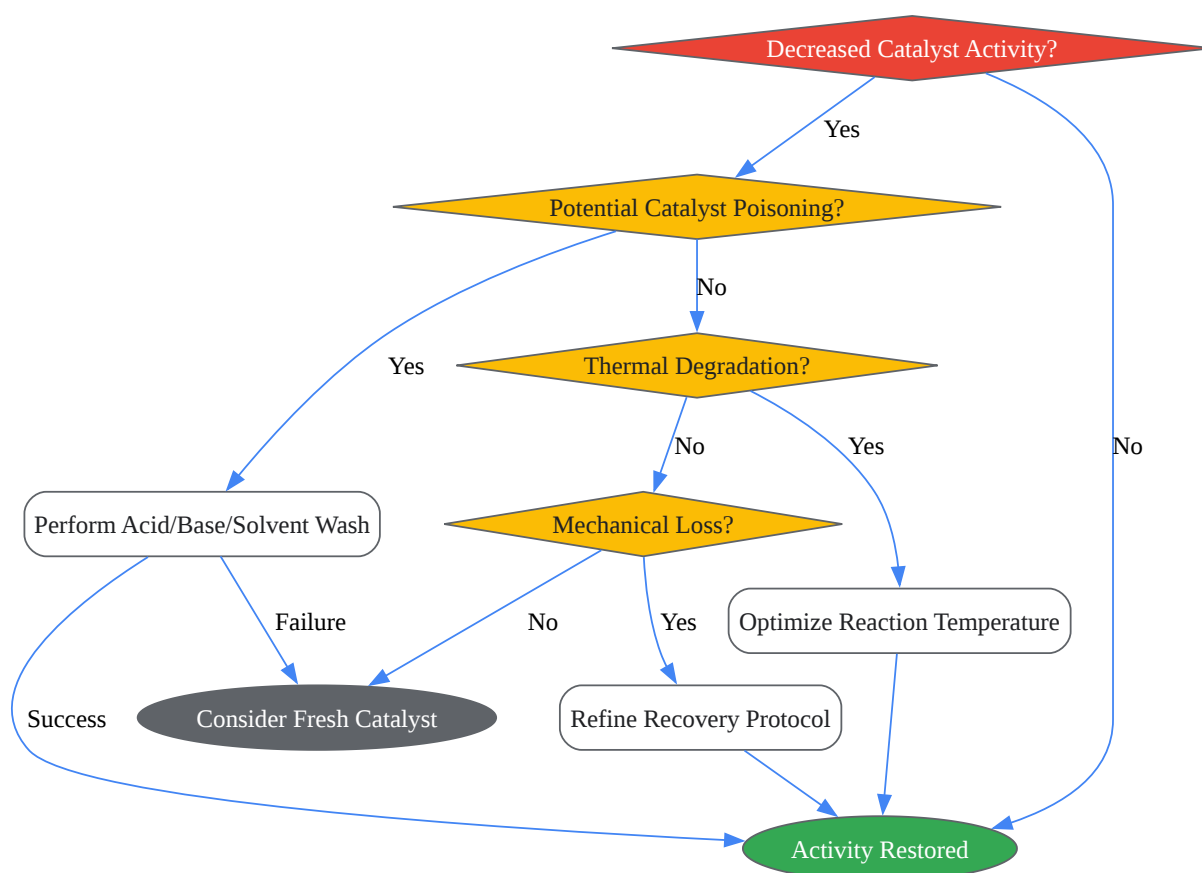 Decreased Catalyst Activity?
Yes
Potential Catalyst Poisoning?
No
Thermal Degradation?
Yes
No
Yes
No
Perform Acid/Base/Solvent Wash
Mechanical Loss?
Failure
No
Yes
Optimize Reaction Temperature
Success
Consider Fresh Catalyst
Refine Recovery Protocol
Activity Restored